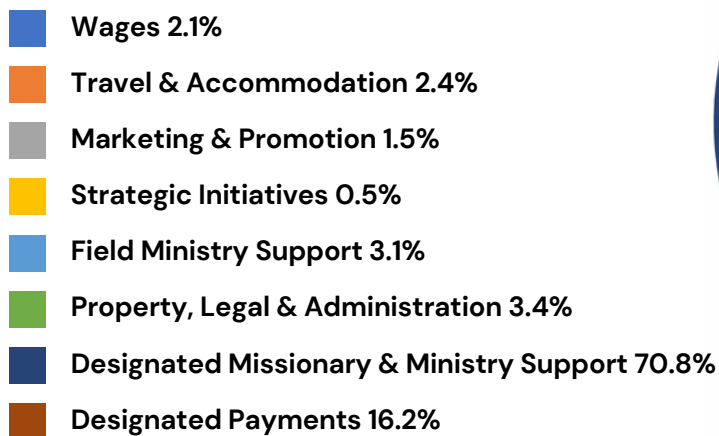 Wages 2.1%
Travel & Accommodation 2.4%
Marketing & Promotion 1.5%
Strategic Initiatives 0.5%
Field Ministry Support 3.1%
Property, Legal & Administration 3.4%
Designated Missionary & Ministry Support 70.8%
Designated Payments 16.2%